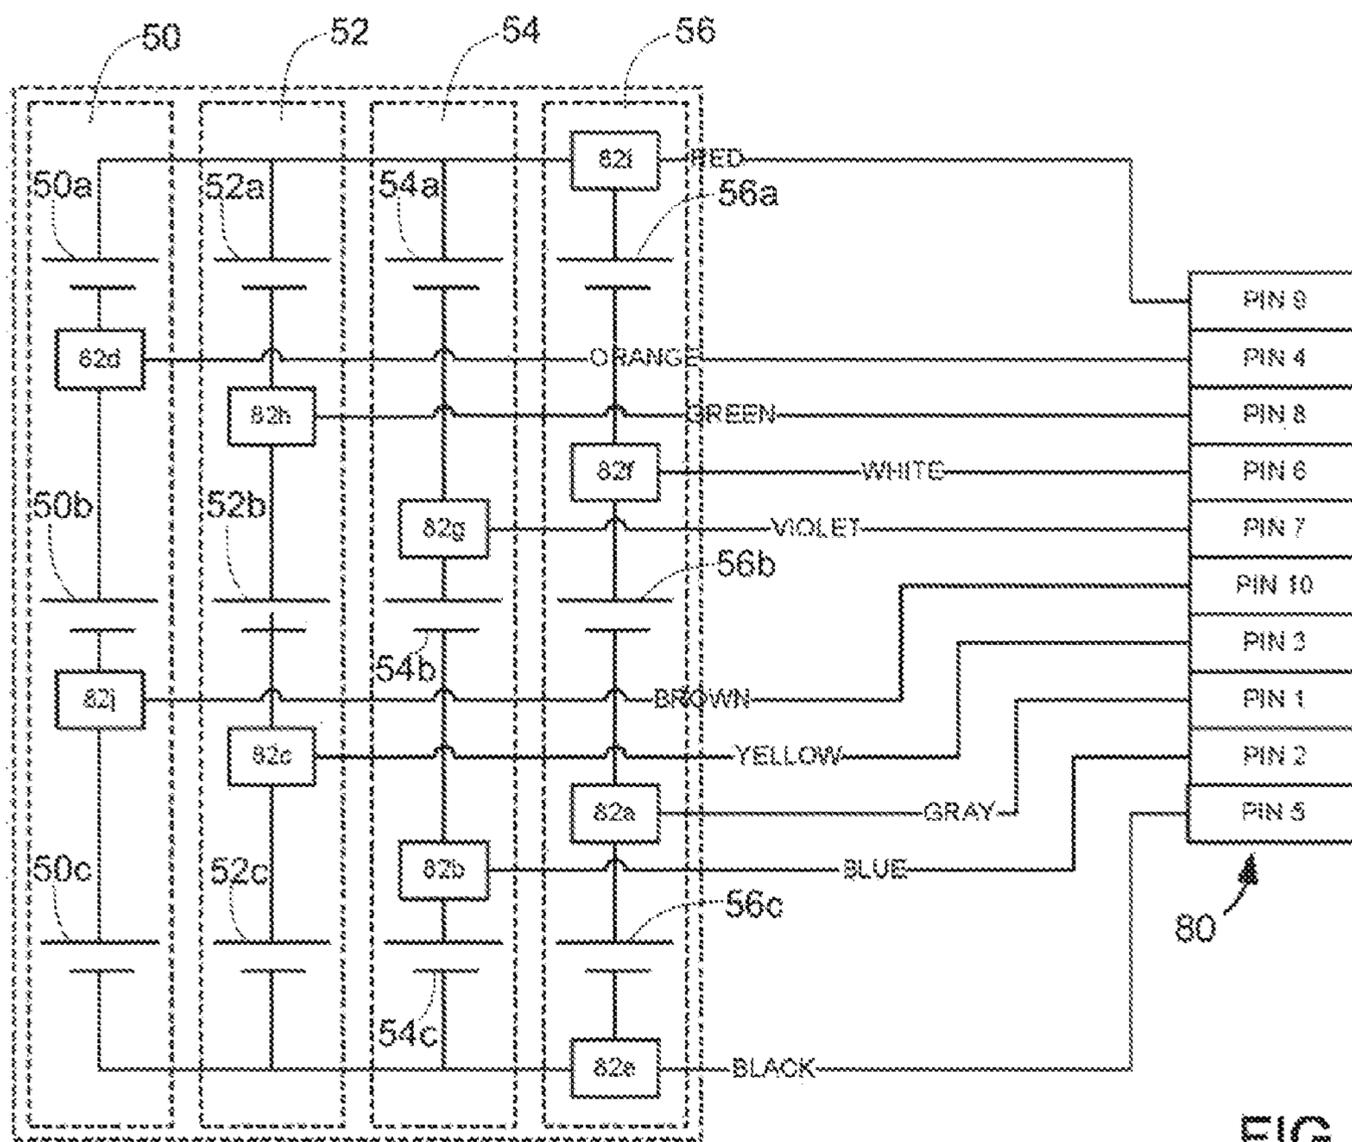 50 52 54 56
82i RED
50a 52a 54a 56a
PIN 9
82d ORANGE PIN 4
82h GREEN PIN 8
82f WHITE PIN 6
50b 52b 82g VIOLET PIN 7
56b PIN 10
54b PIN 3
82j BROWN PIN 1
82c YELLOW PIN 2
82a GRAY PIN 5
50c 52c 82b BLUE
56c 80
54c
82e BLACK
FIG